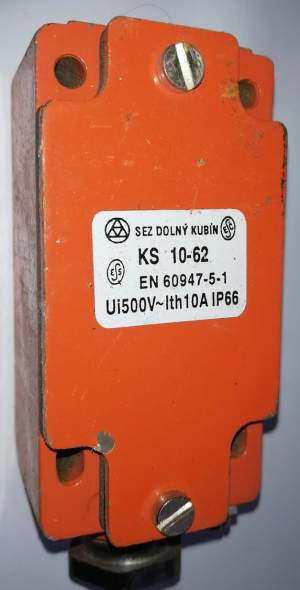 SEZ DOLNÝ KUBÍN
KS 10-62
EN 60947-5-1
Ui500V~Ith10A IP66